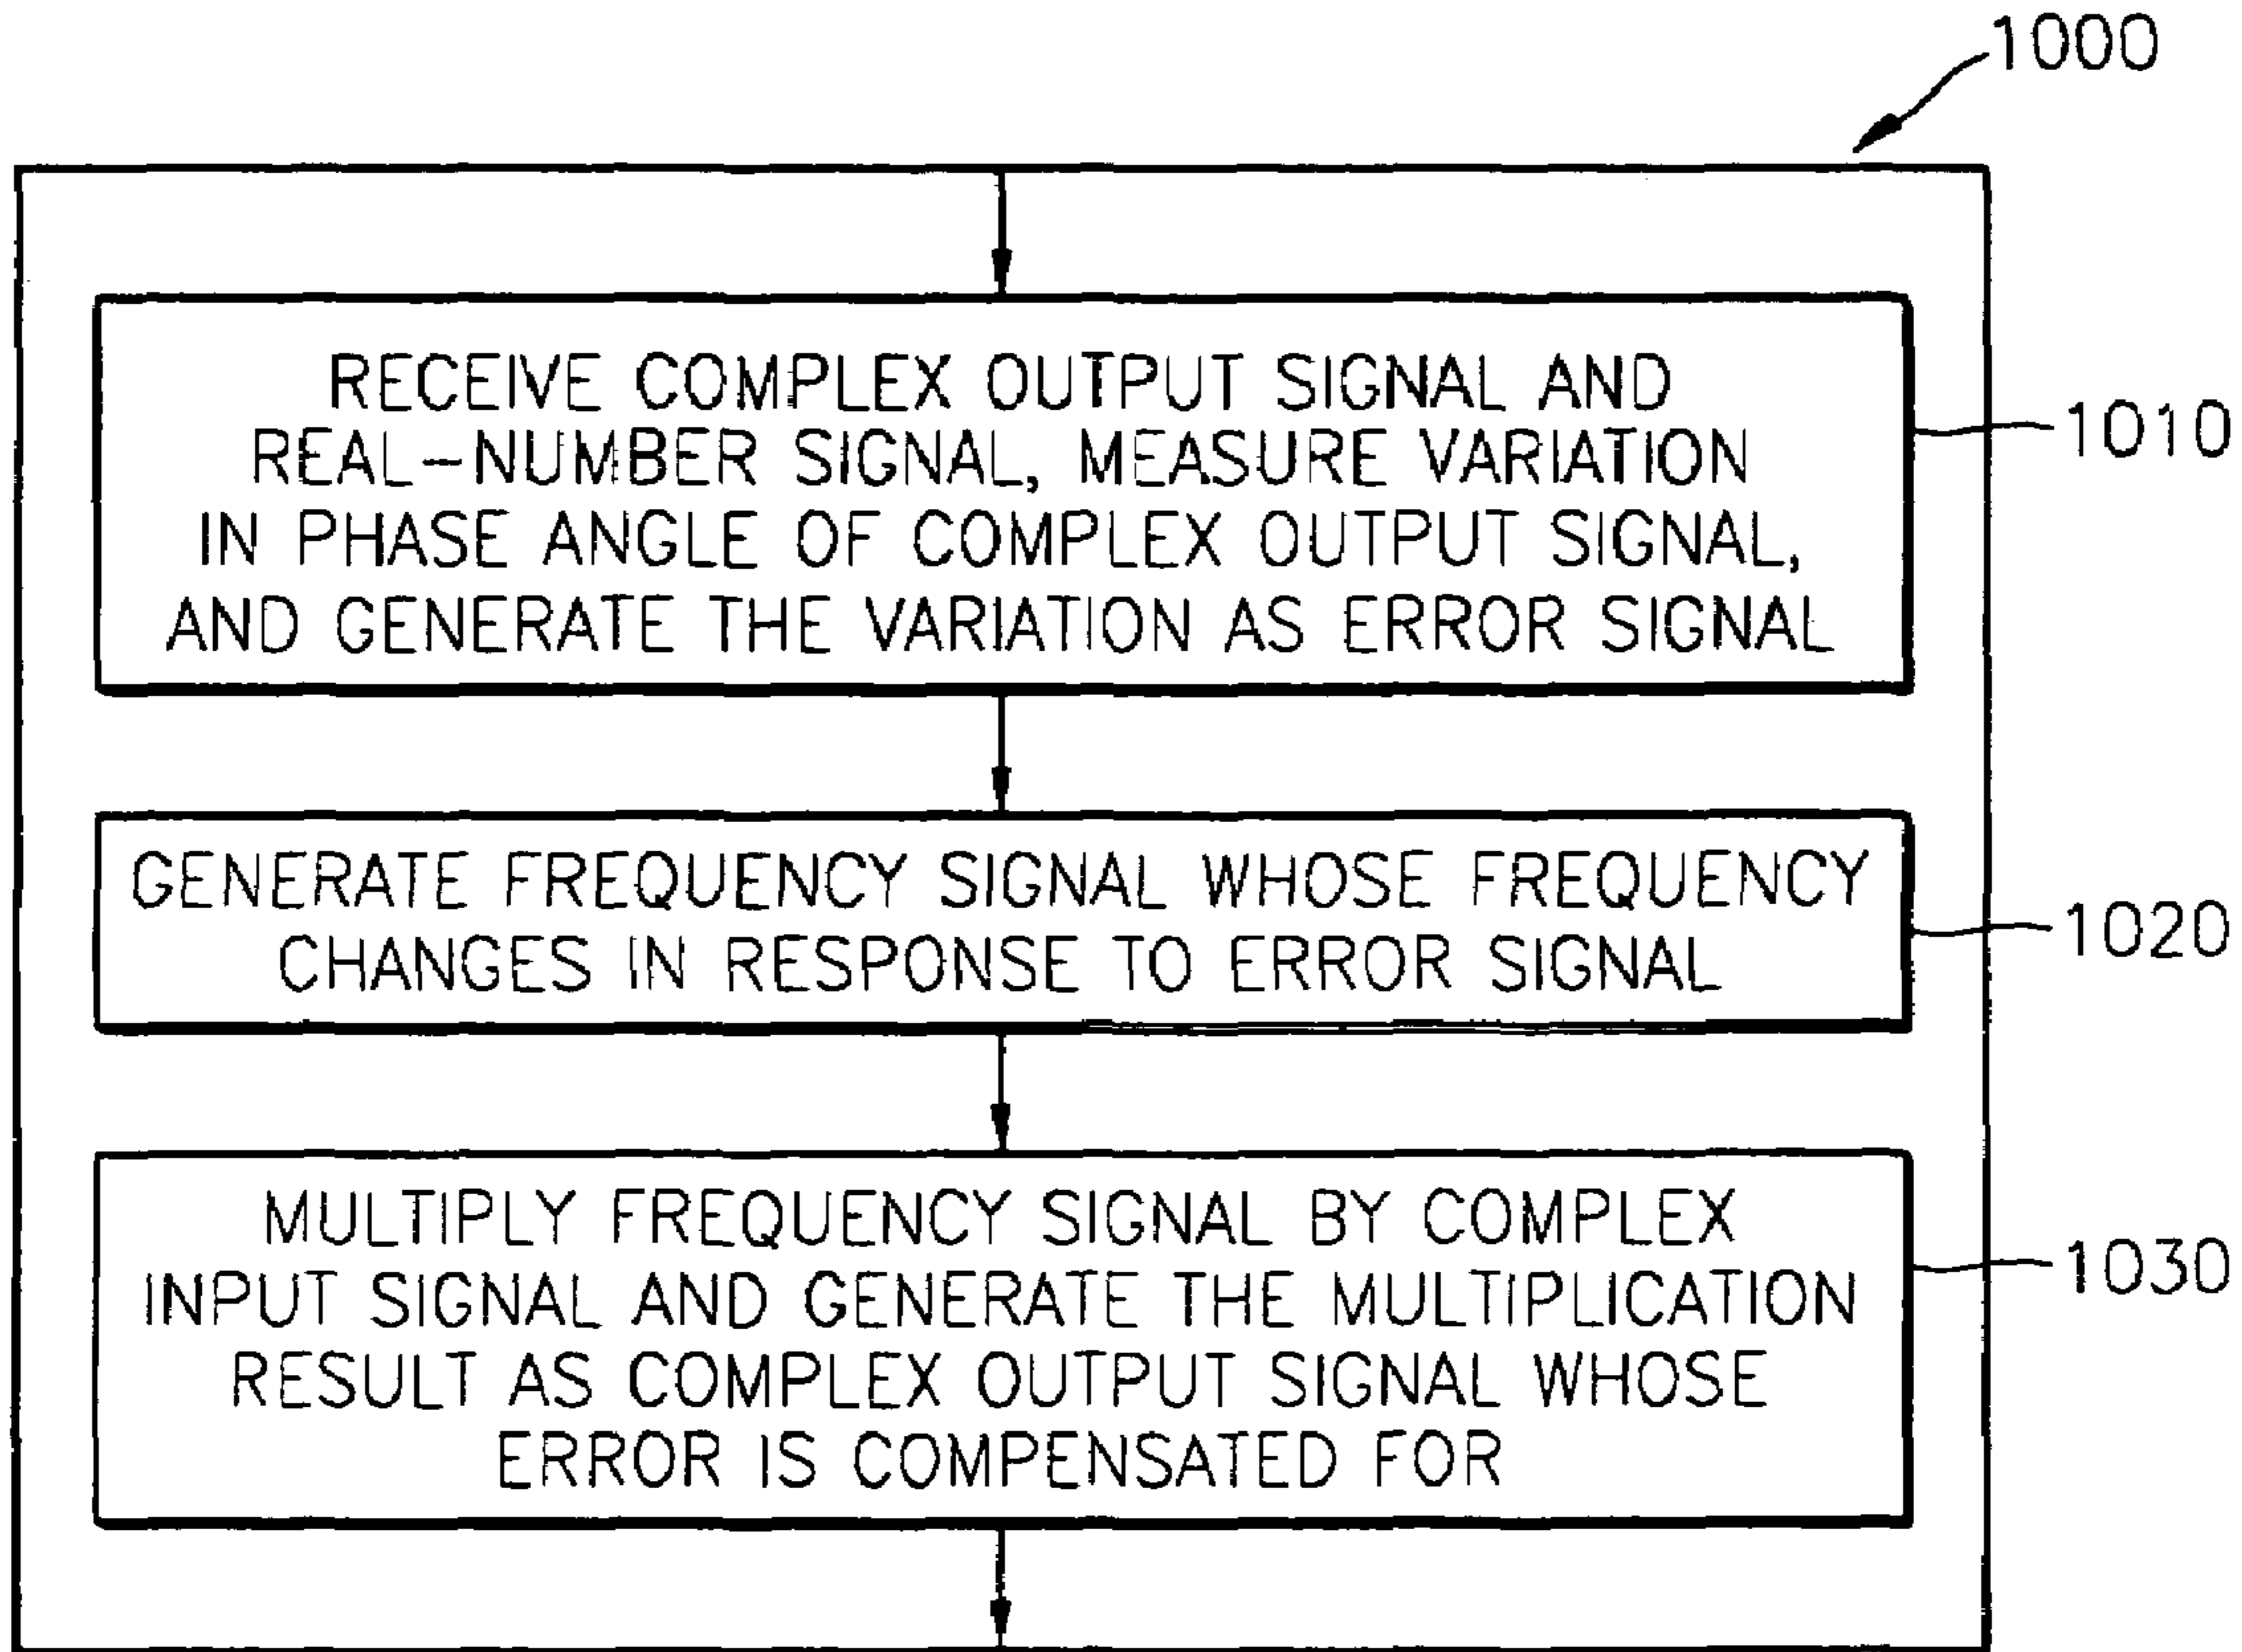 1000
RECEIVE COMPLEX OUTPUT SIGNAL AND
REAL-NUMBER SIGNAL, MEASURE VARIATION
IN PHASE ANGLE OF COMPLEX OUTPUT SIGNAL,
AND GENERATE THE VARIATION AS ERROR SIGNAL
1010
GENERATE FREQUENCY SIGNAL WHOSE FREQUENCY
CHANGES IN RESPONSE TO ERROR SIGNAL
1020
MULTIPLY FREQUENCY SIGNAL BY COMPLEX
INPUT SIGNAL AND GENERATE THE MULTIPLICATION
RESULT AS COMPLEX OUTPUT SIGNAL WHOSE
ERROR IS COMPENSATED FOR
1030